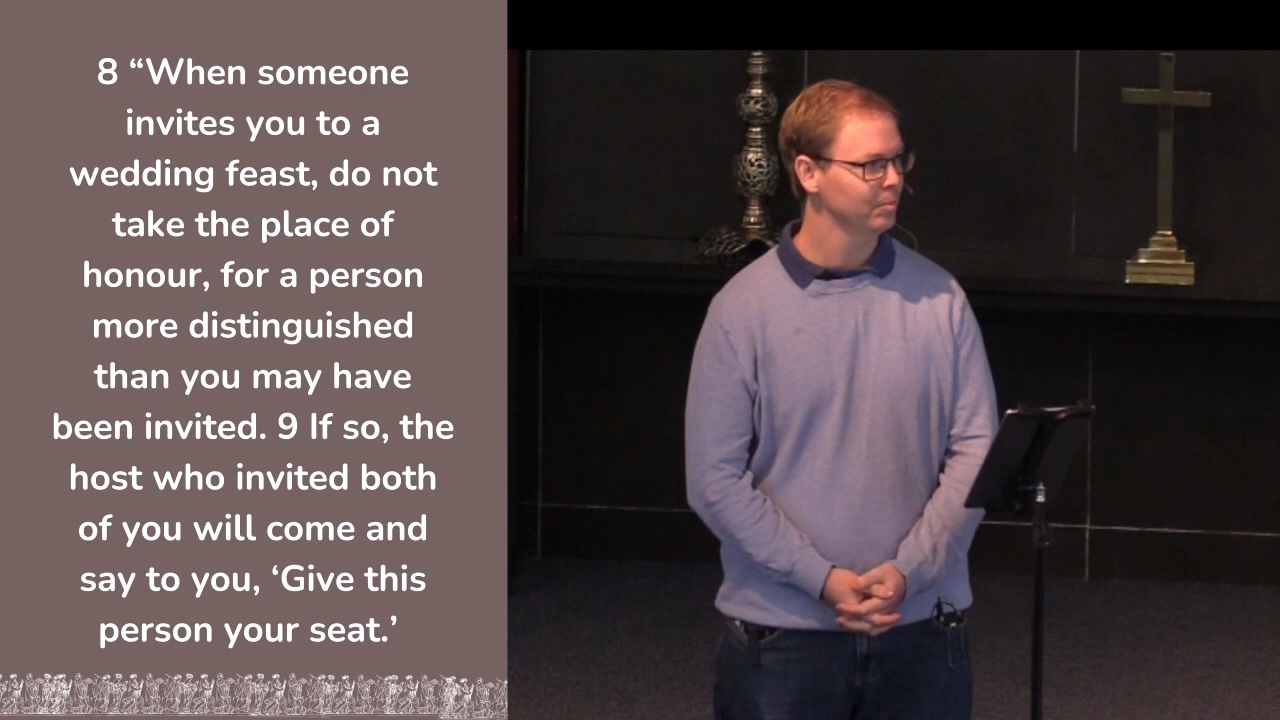 8 “When someone
invites you to a
wedding feast, do not
take the place of
honour, for a person
more distinguished
than you may have
been invited. 9 If so, the
host who invited both
of you will come and
say to you, ‘Give this
person your seat.’